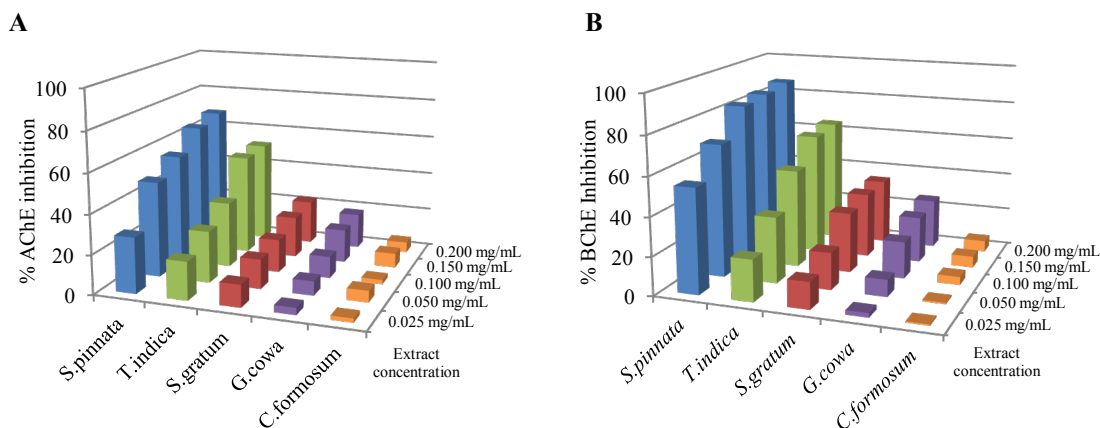 A
% AChE inhibition
100
80
60
40
20
0
S.pinnata
T.indica
S.gratum
G.cowa
C.formosum
0.200 mg/mL
0.150 mg/mL
0.100 mg/mL
0.050 mg/mL
0.025 mg/mL
Extract
concentration
B
% BChE Inhibition
100
80
60
40
20
0
S.pinnata
T.indica
S.gratum
G.cowa
C.formosum
0.200 mg/mL
0.150 mg/mL
0.100 mg/mL
0.050 mg/mL
0.025 mg/mL
Extract
concentration